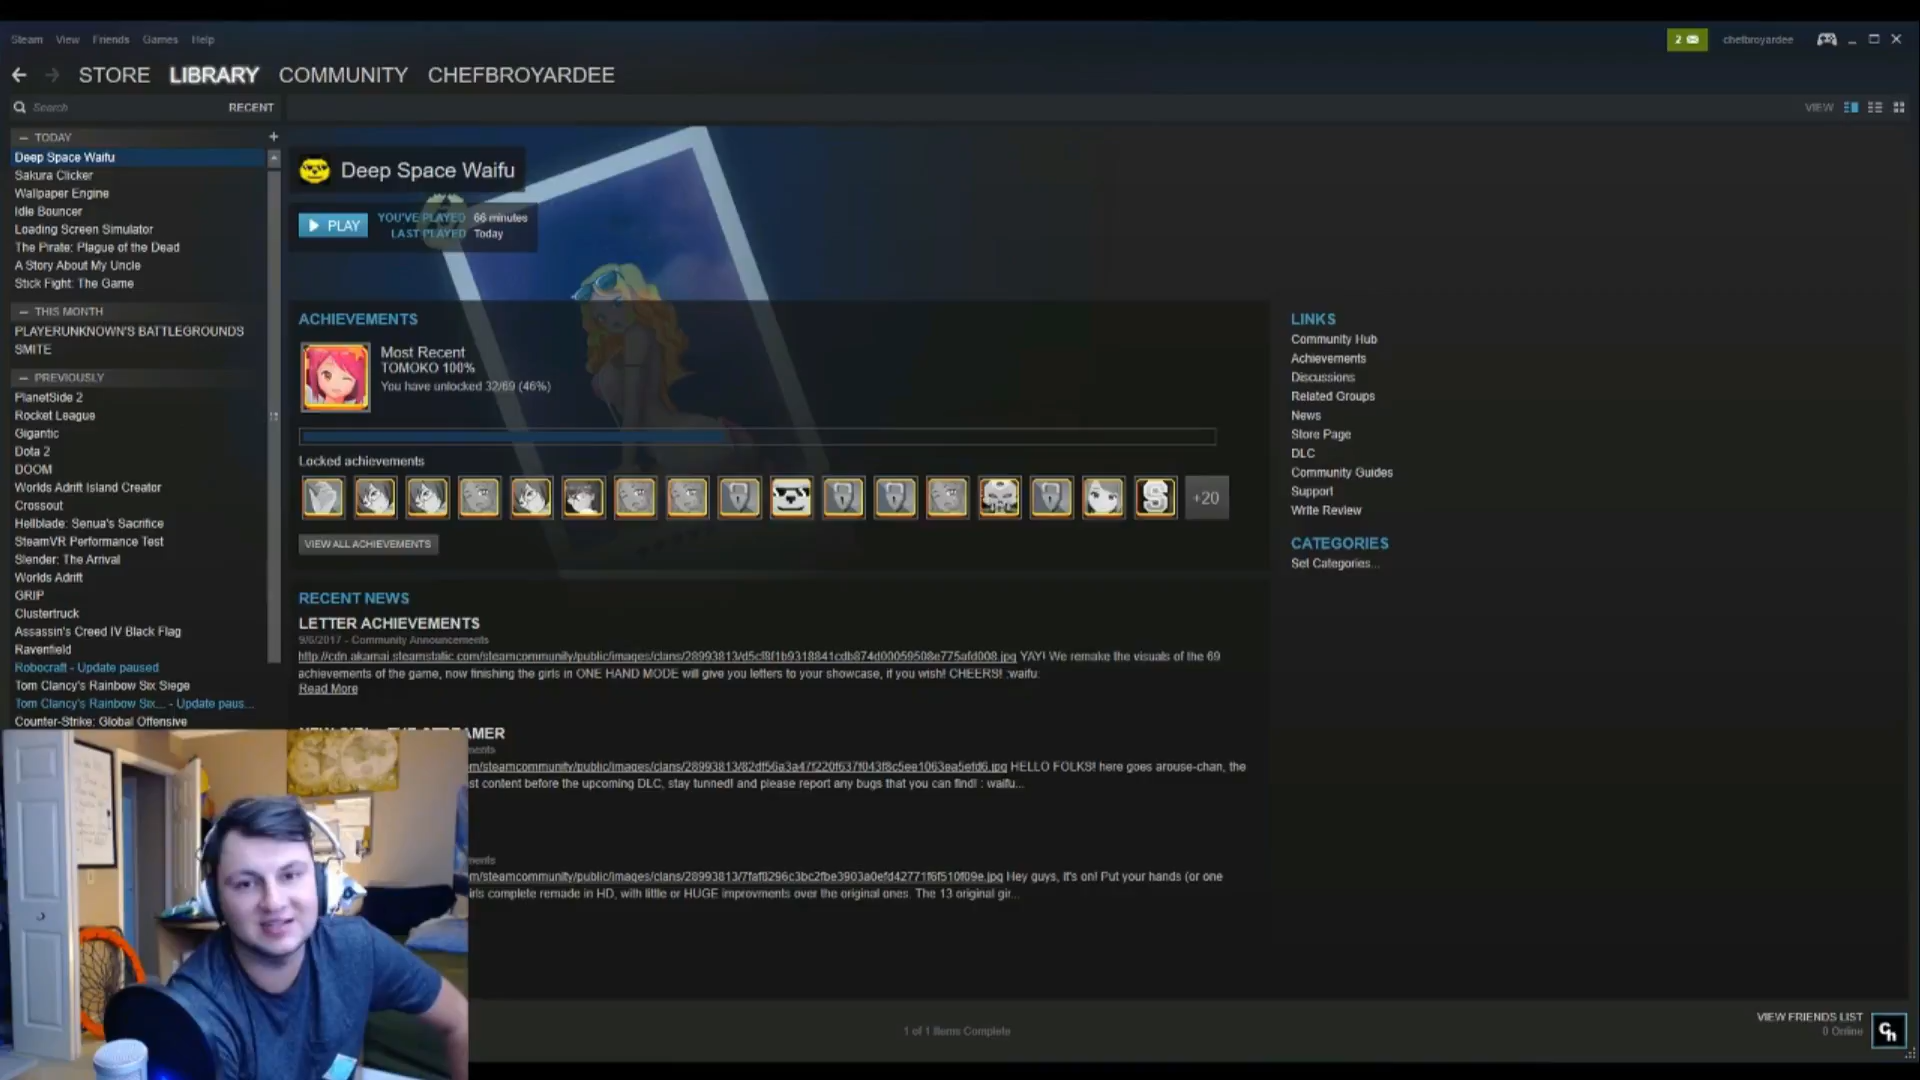 Steam View Friends Games Help
2
chefbroyardee
STORE LIBRARY COMMUNITY CHEFBROYARDEE
Search RECENT
VIEW
— TODAY +
Deep Space Waifu
Sakura Clicker
Wallpaper Engine
Idle Bouncer
Loading Screen Simulator
The Pirate: Plague of the Dead
A Story About My Uncle
Stick Fight: The Game
— THIS MONTH
PLAYERUNKNOWN'S BATTLEGROUNDS
SMITE
— PREVIOUSLY
PlanetSide 2
Rocket League
Gigantic
Dota 2
DOOM
Worlds Adrift Island Creator
Crossout
Hellblade: Senua's Sacrifice
SteamVR Performance Test
Slender: The Arrival
Worlds Adrift
GRIP
Clustertruck
Assassin's Creed IV Black Flag
Ravenfield
Robocraft - Update paused
Tom Clancy's Rainbow Six Siege
Tom Clancy's Rainbow Six... - Update paus...
Counter-Strike: Global Offensive
Deep Space Waifu
PLAY
YOU'VE PLAYED 66 minutes
LAST PLAYED Today
ACHIEVEMENTS
Most Recent
TOMOKO 100%
You have unlocked 32/69 (46%)
Locked achievements
S
+20
VIEW ALL ACHIEVEMENTS
RECENT NEWS
LETTER ACHIEVEMENTS
9/6/2017 - Community Announcements
YAY! We remake the visuals of the 69
achievements of the game, now finishing the girls in ONE HAND MODE will give you letters to your showcase, if you wish! CHEERS! :waifu:
Read More
HELLO FOLKS! here goes arouse-chan, the
content before the upcoming DLC, stay tunned! and please report any bugs that you can find! : waifu...
Hey guys, it's on! Put your hands (or one
complete remade in HD, with little or HUGE improvments over the original ones. The 13 original gir...
LINKS
Community Hub
Achievements
Discussions
Related Groups
News
Store Page
DLC
Community Guides
Support
Write Review
CATEGORIES
Set Categories...
1 of 1 Items Complete
VIEW FRIENDS LIST
0 Online